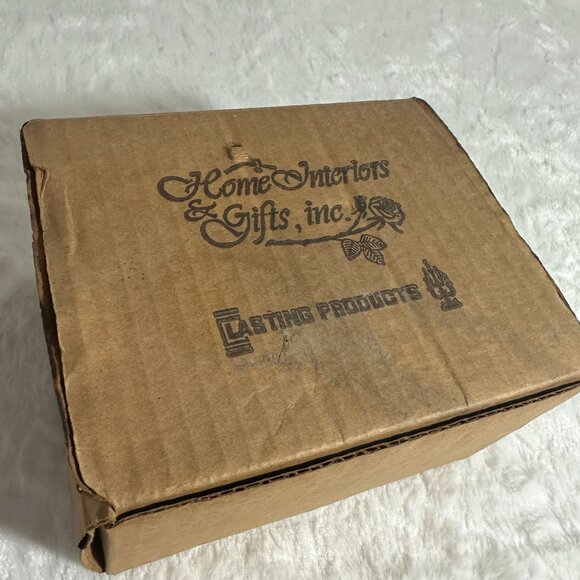 Home Interiors
& Gifts, inc.
LASTING PRODUCTS